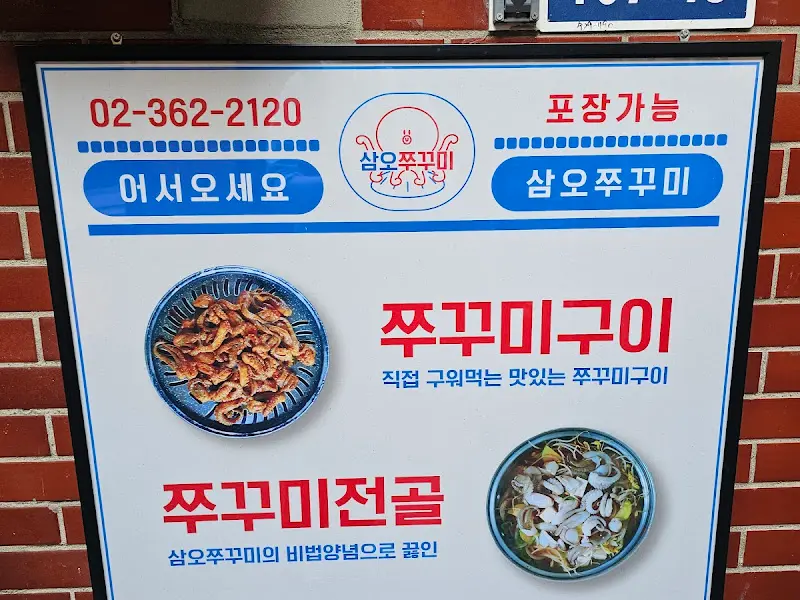 02-362-2120
삼오쭈꾸미
포장가능
어서오세요
삼오쭈꾸미
쭈꾸미구이
직접 구워먹는 맛있는 쭈꾸미구이
쭈꾸미전골
삼오쭈꾸미의 비법양념으로 끓인